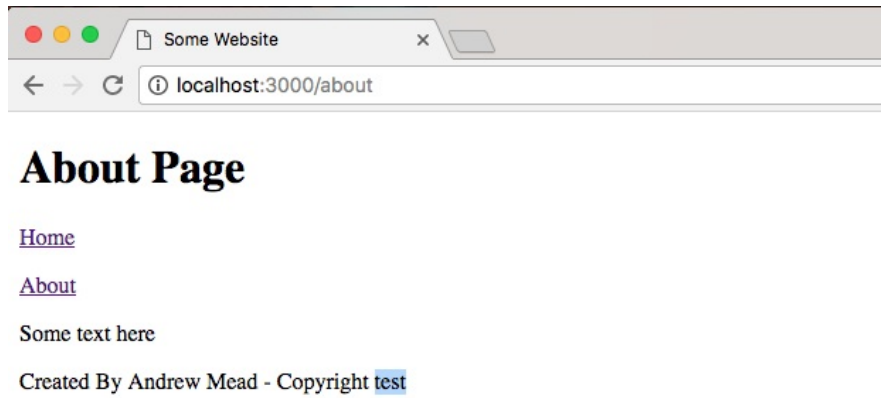 Some Website
localhost:3000/about
About Page
Home
About
Some text here
Created By Andrew Mead - Copyright test